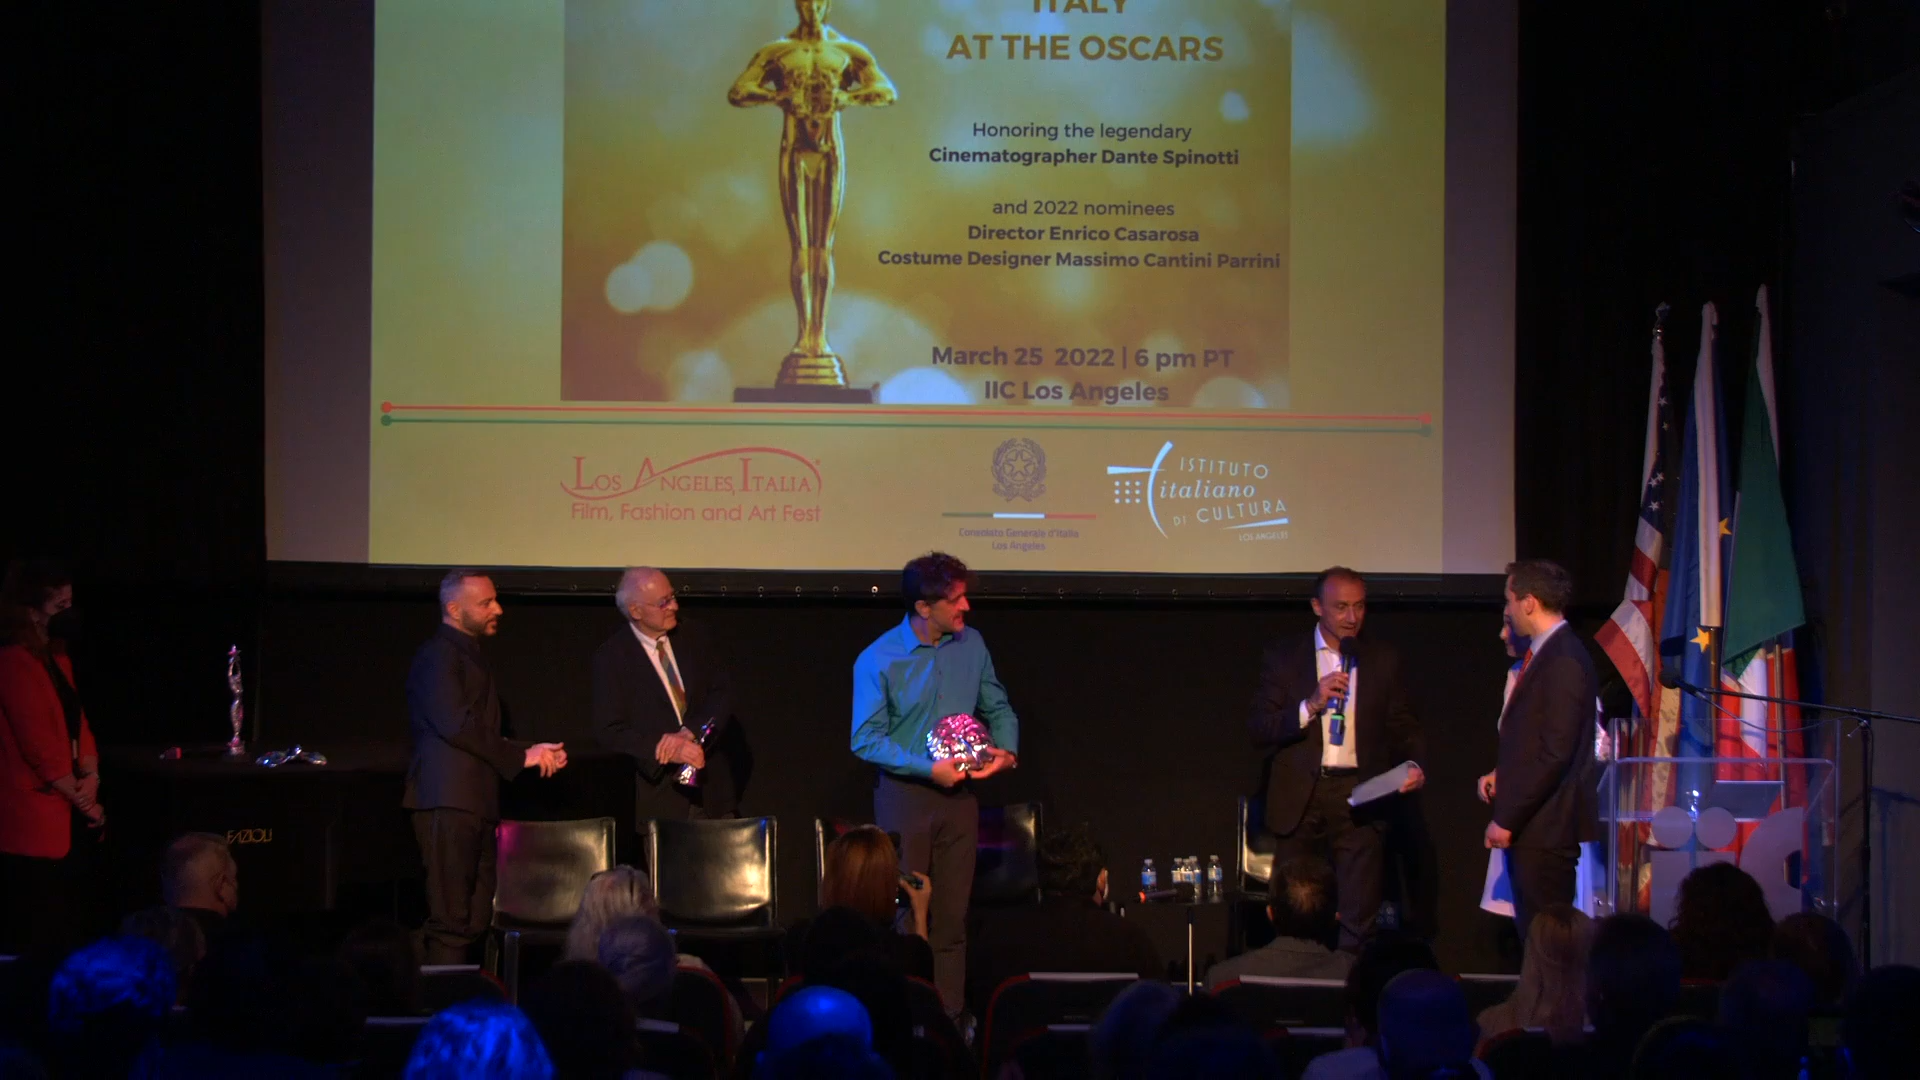 ITALY
AT THE OSCARS
Honoring the legendary
Cinematographer Dante Spinotti
and 2022 nominees
Director Enrico Casarosa
Costume Designer Massimo Cantini Parrini
March 25 2022 | 6 pm PT
IIC Los Angeles
LOS ANGELES, ITALIA
Film, Fashion and Art Fest
Consolato Generale d'Italia
Los Angeles
ISTITUTO
italiano
DI CULTURA
LOS ANGELES
FAZIOLI
iic